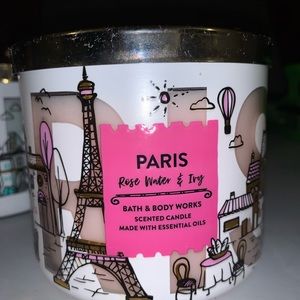 PARIS
Rose Water & Ivy
BATH & BODY WORKS
SCENTED CANDLE
MADE WITH ESSENTIAL OILS